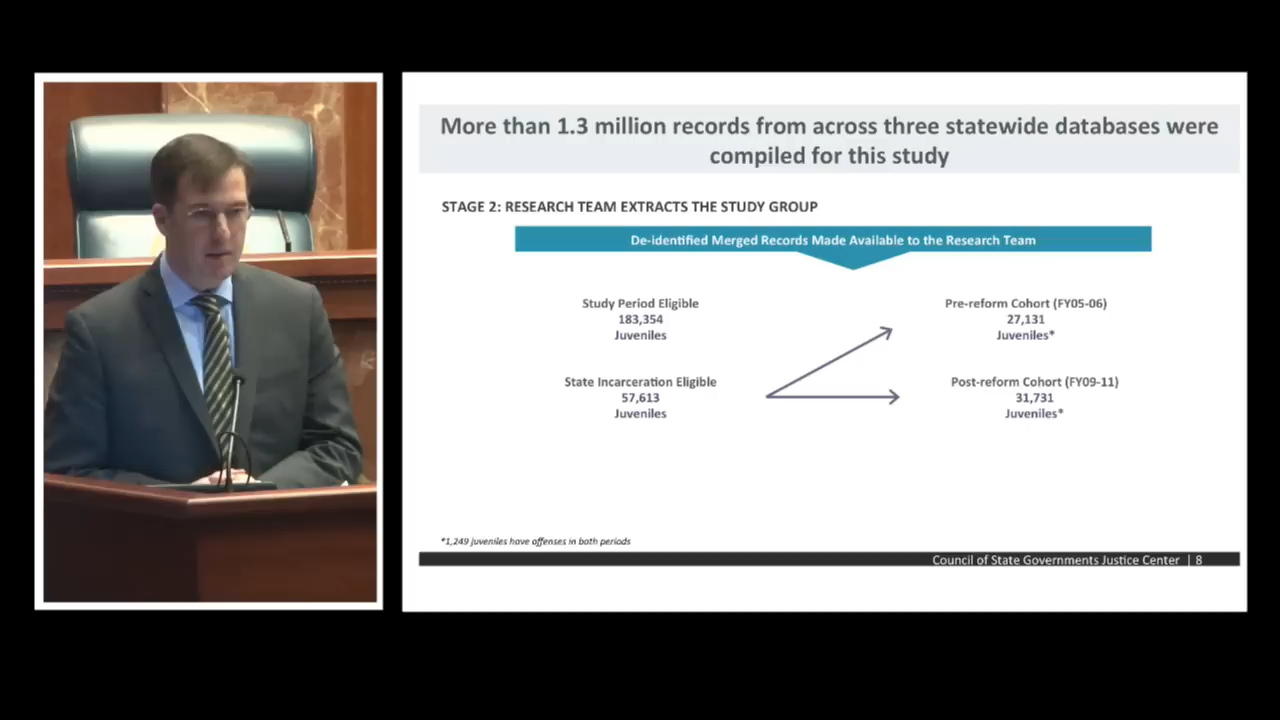 More than 1.3 million records from across three statewide databases were
compiled for this study
STAGE 2: RESEARCH TEAM EXTRACTS THE STUDY GROUP
De-identified Merged Records Made Available to the Research Team
Study Period Eligible
183,354
Juveniles
Pre-reform Cohort (FY05-06)
27,131
Juveniles*
State Incarceration Eligible
57,613
Juveniles
Post-reform Cohort (FY09-11)
31,731
Juveniles*
*1,249 juveniles have offenses in both periods
Council of State Governments Justice Center | 8